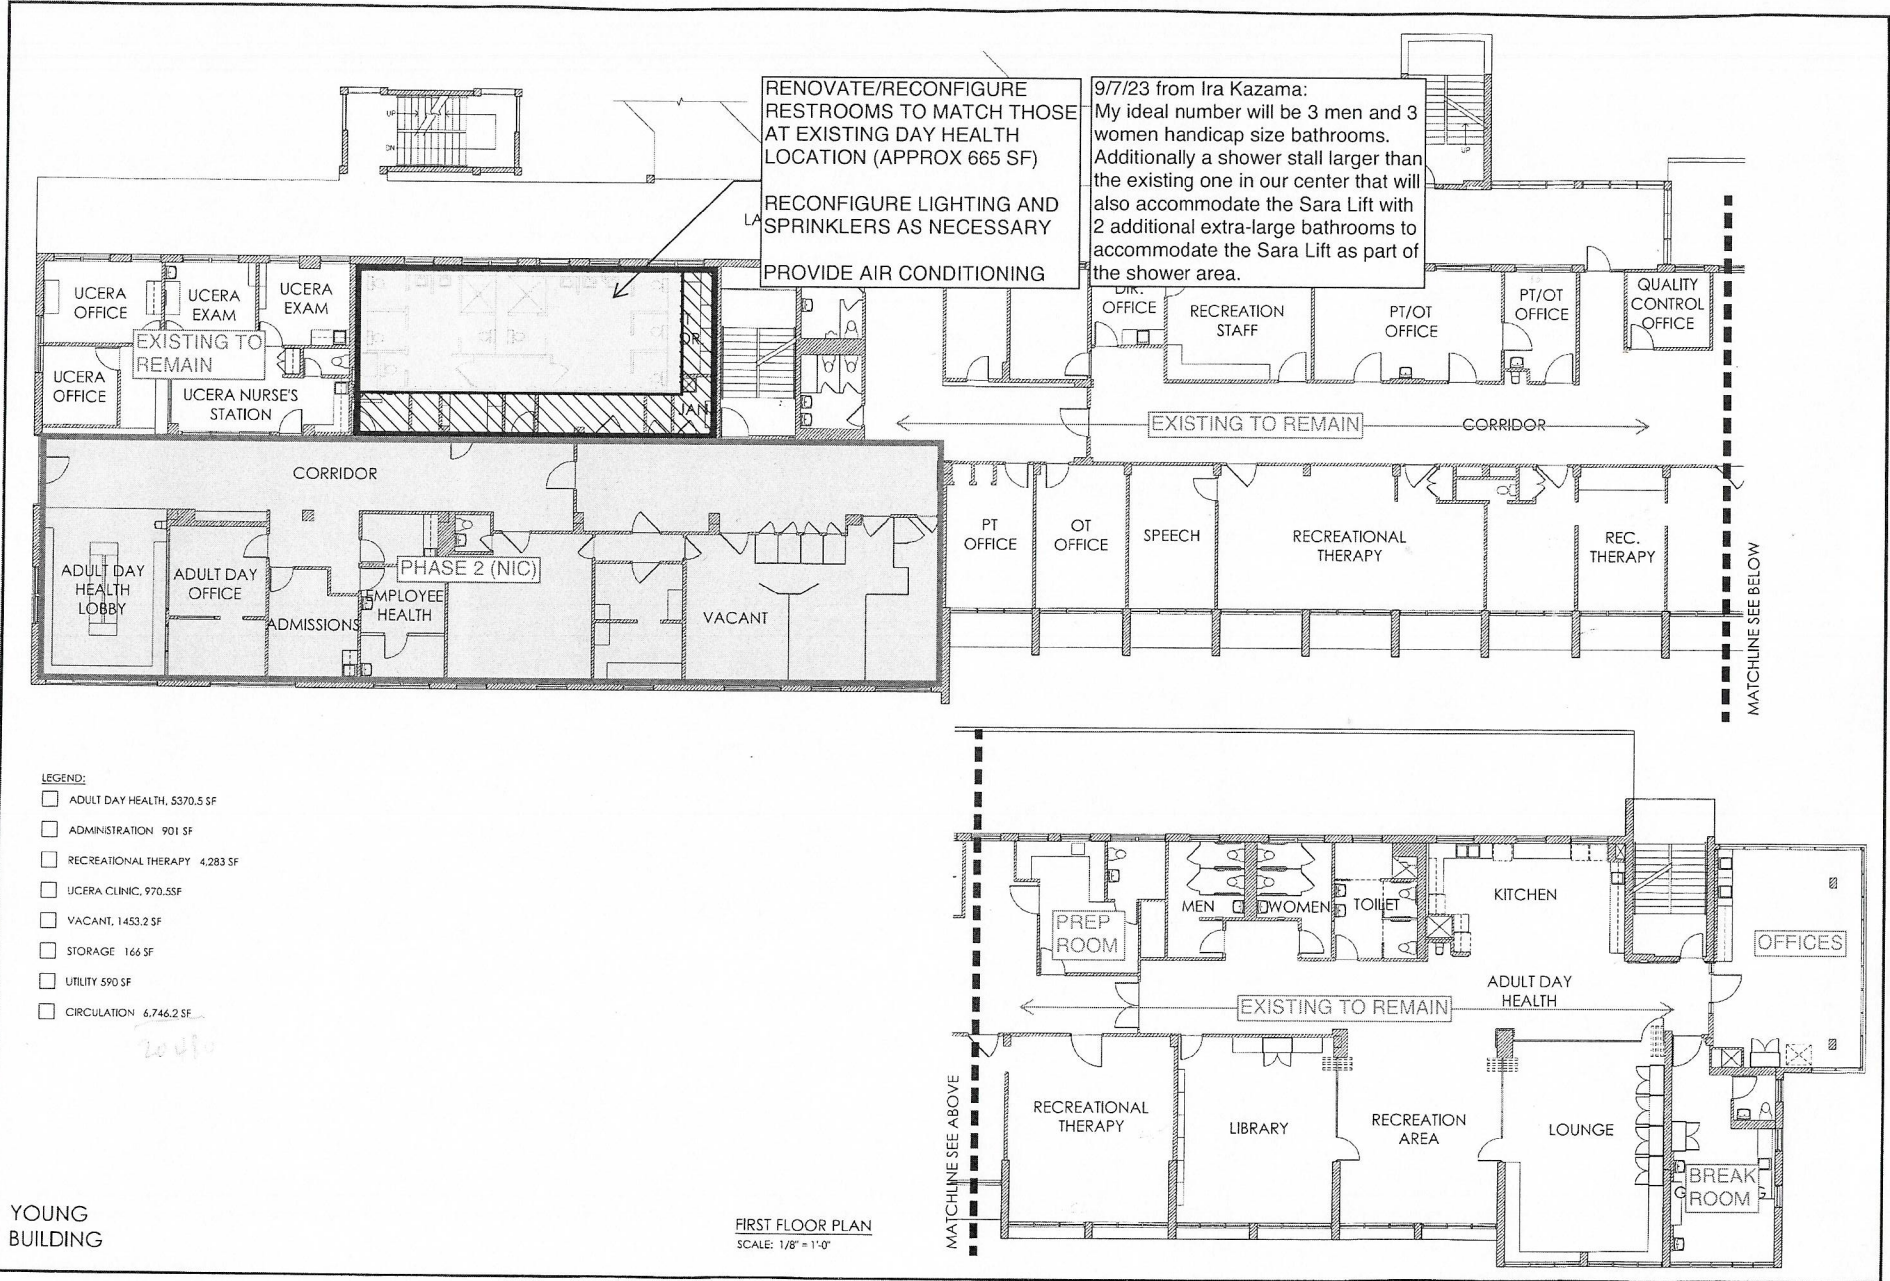 RENOVATE/RECONFIGURE
RESTROOMS TO MATCH THOSE
AT EXISTING DAY HEALTH
LOCATION (APPROX 665 SF)
RECONFIGURE LIGHTING AND
SPRINKLERS AS NECESSARY
PROVIDE AIR CONDITIONING
9/7/23 from Ira Kazama:
My ideal number will be 3 men and 3
women handicap size bathrooms.
Additionally a shower stall larger than
the existing one in our center that will
also accommodate the Sara Lift with
2 additional extra-large bathrooms to
accommodate the Sara Lift as part of
the shower area.
UP
DN
UP
LA
UCERA
OFFICE
UCERA
EXAM
UCERA
EXAM
EXISTING TO
REMAIN
UCERA
OFFICE
UCERA NURSE'S
STATION
JAN
DIR.
OFFICE
RECREATION
STAFF
PT/OT
OFFICE
PT/OT
OFFICE
QUALITY
CONTROL
OFFICE
EXISTING TO REMAIN
CORRIDOR
CORRIDOR
ADULT DAY
HEALTH
LOBBY
ADULT DAY
OFFICE
ADMISSIONS
PHASE 2 (NIC)
EMPLOYEE
HEALTH
VACANT
PT
OFFICE
OT
OFFICE
SPEECH
RECREATIONAL
THERAPY
REC.
THERAPY
MATCHLINE SEE BELOW
LEGEND:
ADULT DAY HEALTH, 5370.5 SF
ADMINISTRATION 901 SF
RECREATIONAL THERAPY 4,283 SF
UCERA CLINIC, 970.5SF
VACANT, 1453.2 SF
STORAGE 166 SF
UTILITY 590 SF
CIRCULATION 6,746.2 SF
MEN
WOMEN
TOILET
KITCHEN
PREP
ROOM
OFFICES
ADULT DAY
HEALTH
EXISTING TO REMAIN
MATCHLINE SEE ABOVE
RECREATIONAL
THERAPY
LIBRARY
RECREATION
AREA
LOUNGE
BREAK
ROOM
YOUNG
BUILDING
FIRST FLOOR PLAN
SCALE: 1/8" = 1'-0"